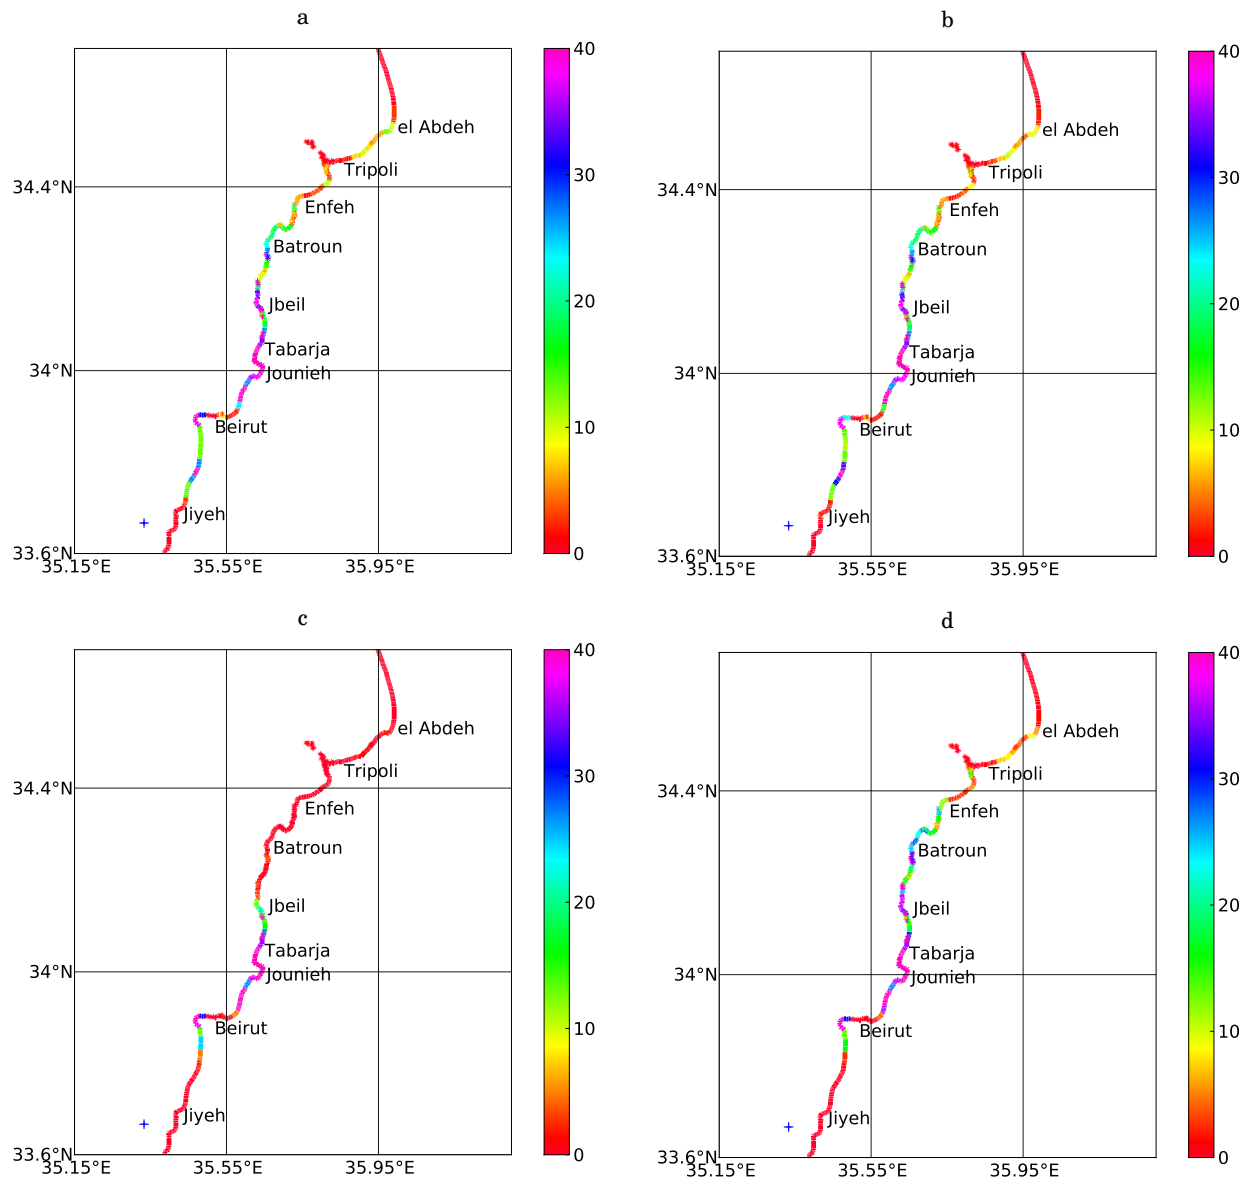 a
40
30
20
10
0
el Abdeh
Tripoli
34.4°N
Enfeh
Batroun
Jbeil
Tabarja
34°N
Jounieh
Beirut
Jiyeh
33.6°N
35.15°E
35.55°E
35.95°E
b
40
30
20
10
0
el Abdeh
Tripoli
34.4°N
Enfeh
Batroun
Jbeil
Tabarja
34°N
Jounieh
Beirut
Jiyeh
33.6°N
35.15°E
35.55°E
35.95°E
c
40
30
20
10
0
el Abdeh
Tripoli
34.4°N
Enfeh
Batroun
Jbeil
Tabarja
34°N
Jounieh
Beirut
Jiyeh
33.6°N
35.15°E
35.55°E
35.95°E
d
40
30
20
10
0
el Abdeh
Tripoli
34.4°N
Enfeh
Batroun
Jbeil
Tabarja
34°N
Jounieh
Beirut
Jiyeh
33.6°N
35.15°E
35.55°E
35.95°E